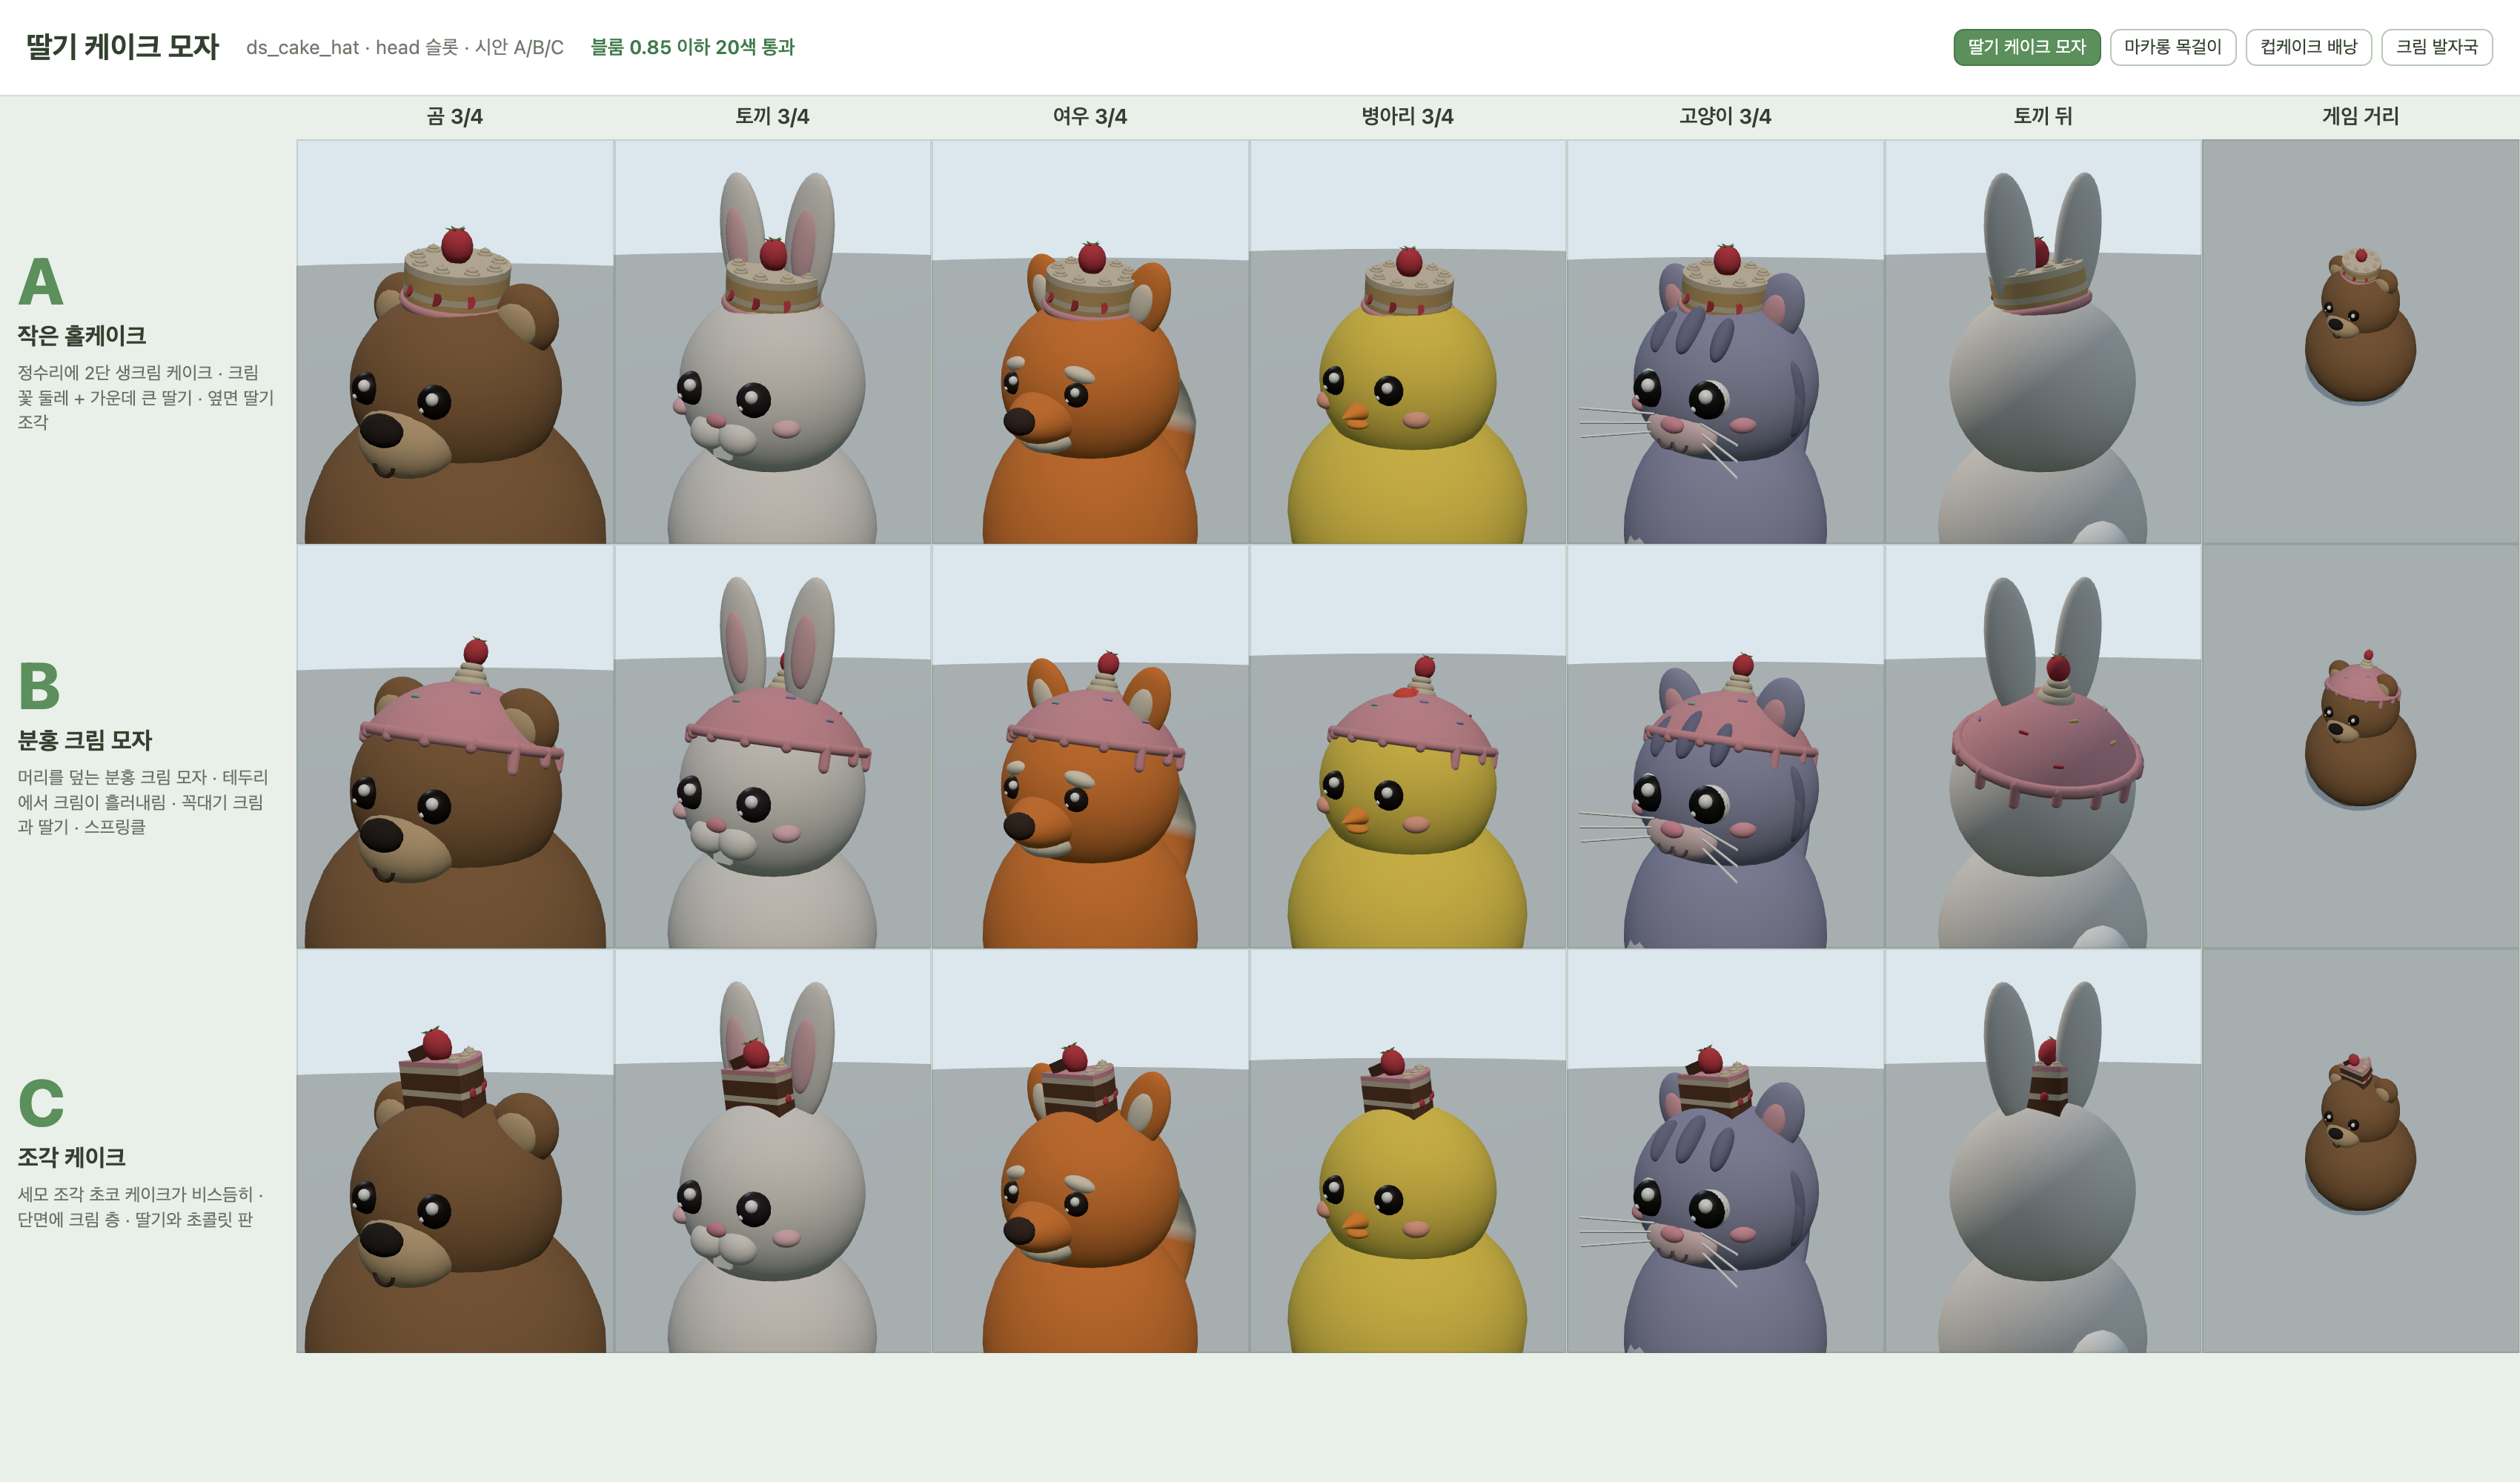 딸기 케이크 모자 ds_cake_hat · head 슬롯 · 시안 A/B/C 블룸 0.85 이하 20색 통과 딸기 케이크 모자 마카롱 목걸이 컵케이크 배낭 크림 발자국
곰 3/4 토끼 3/4 여우 3/4 병아리 3/4 고양이 3/4 토끼 뒤 게임 거리
A
작은 홀케이크
정수리에 2단 생크림 케이크 · 크림
꽃 둘레 + 가운데 큰 딸기 · 옆면 딸기
조각
B
분홍 크림 모자
머리를 덮는 분홍 크림 모자 · 테두리
에서 크림이 흘러내림 · 꼭대기 크림
과 딸기 · 스프링클
C
조각 케이크
세모 조각 초코 케이크가 비스듬히 ·
단면에 크림 층 · 딸기와 초콜릿 판